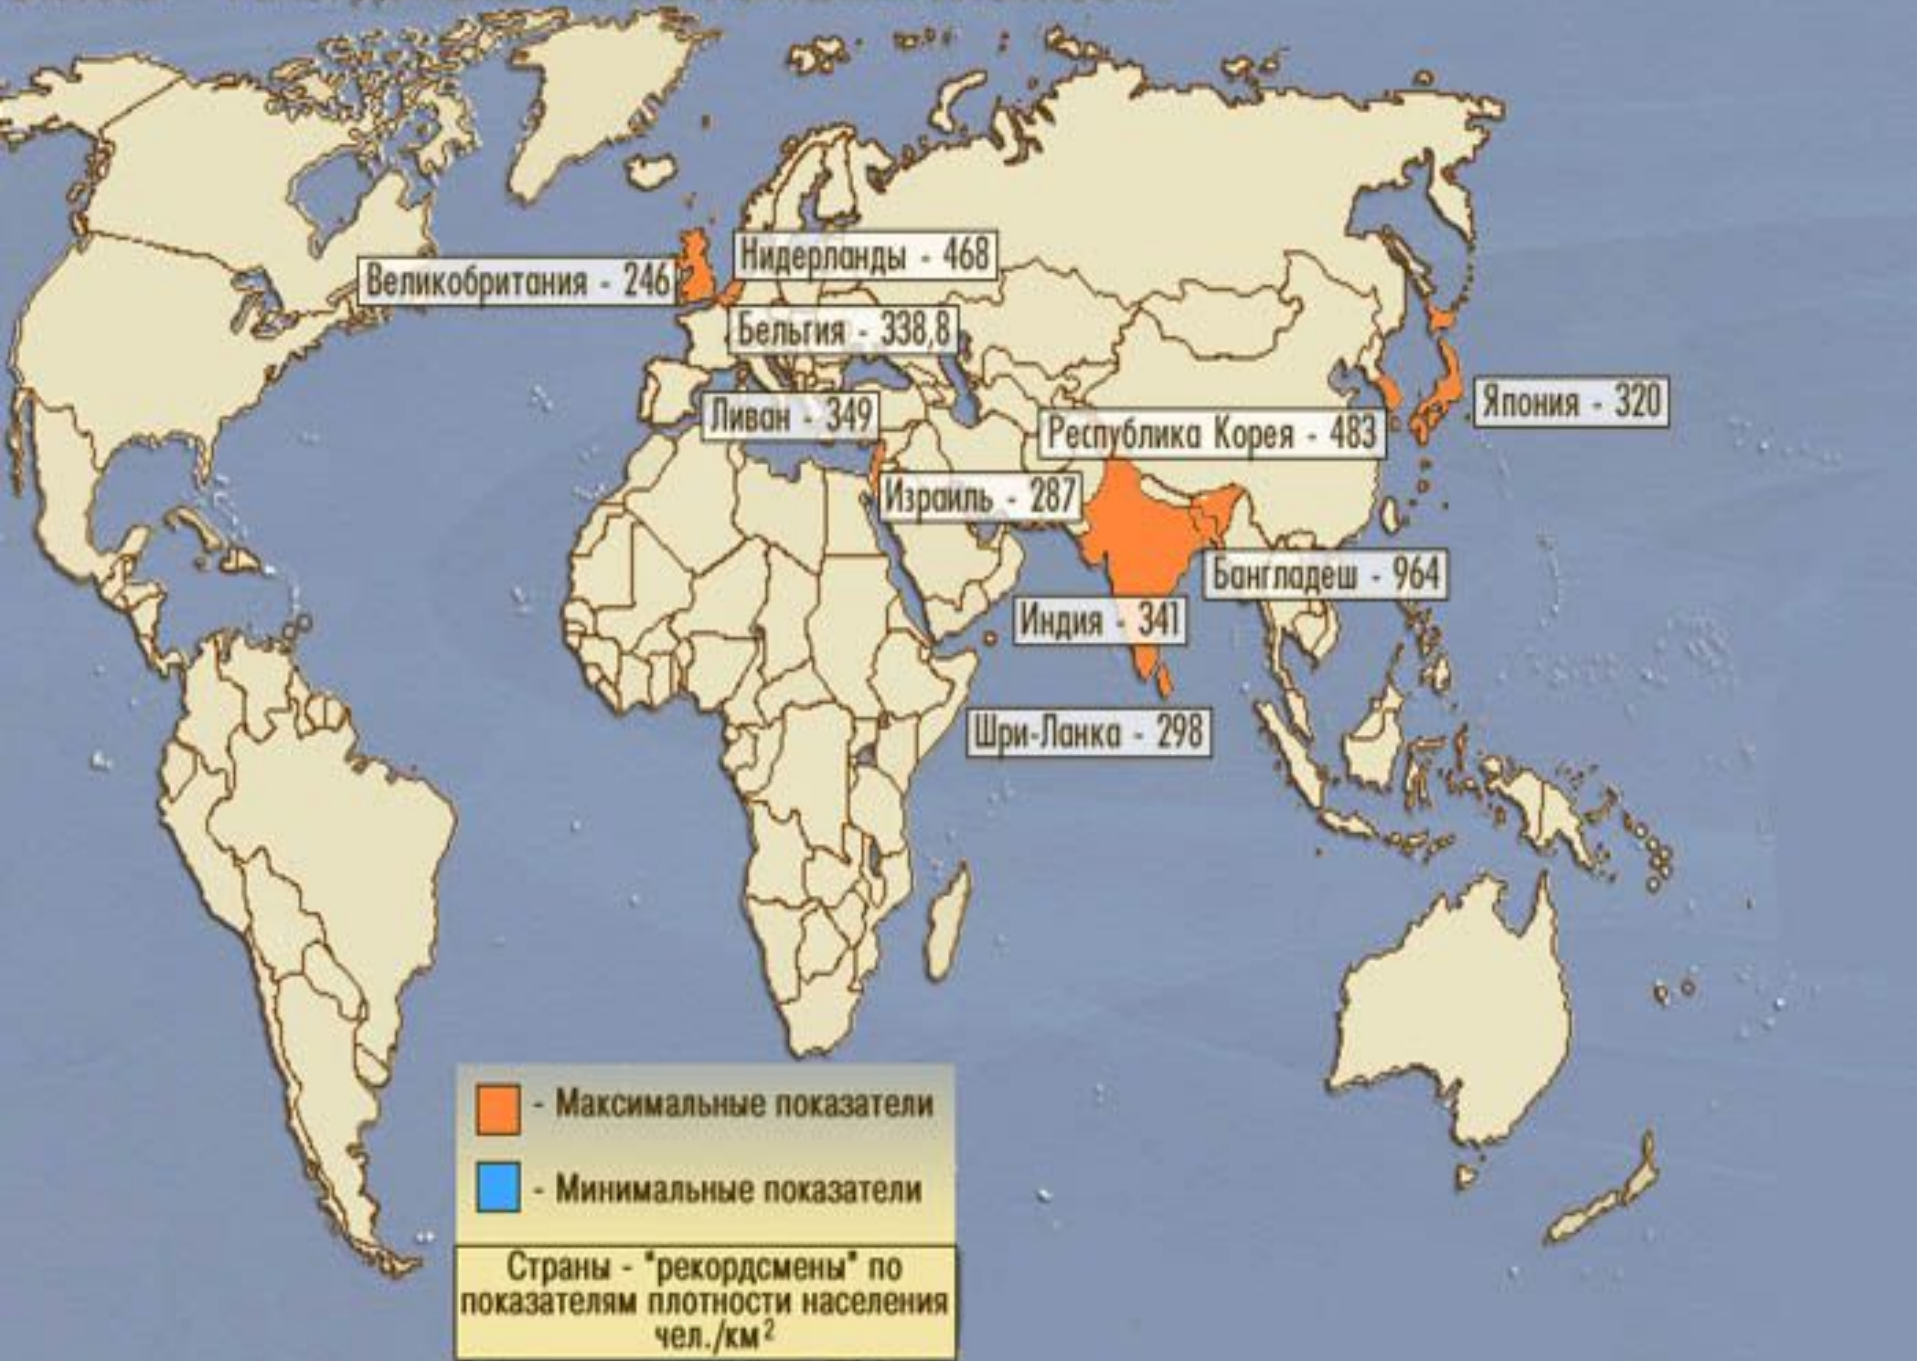 Нидерланды - 468
Великобритания - 246
Бельгия - 338,8
Ливан - 349
Япония - 320
Республика Корея - 483
Израиль - 287
Бангладеш - 964
Индия - 341
Шри-Ланка - 298
- Максимальные показатели
- Минимальные показатели
Страны - "рекордсмены" по
показателям плотности населения
чел./км²